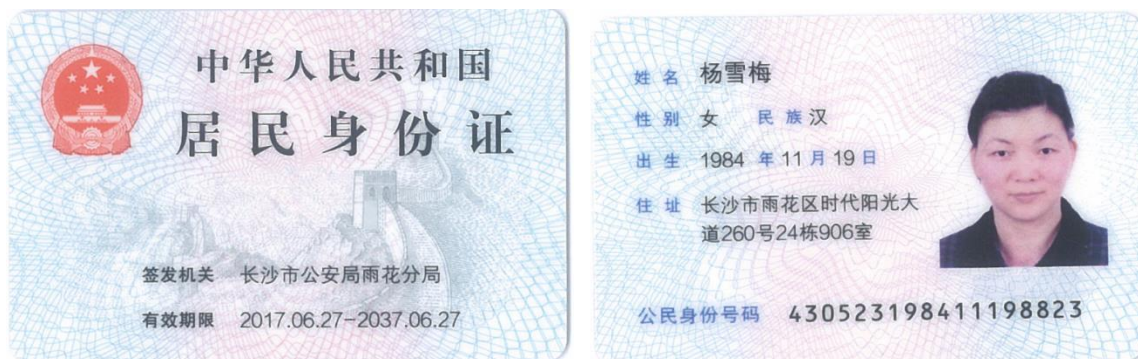 中华人民共和国
居民身份证
签发机关 长沙市公安局雨花分局
有效期限 2017.06.27-2037.06.27
姓名 杨雪梅
性别 女 民族 汉
出生 1984 年 11 月 19 日
住址 长沙市雨花区时代阳光大
道260号24栋906室
公民身份号码 430523198411198823